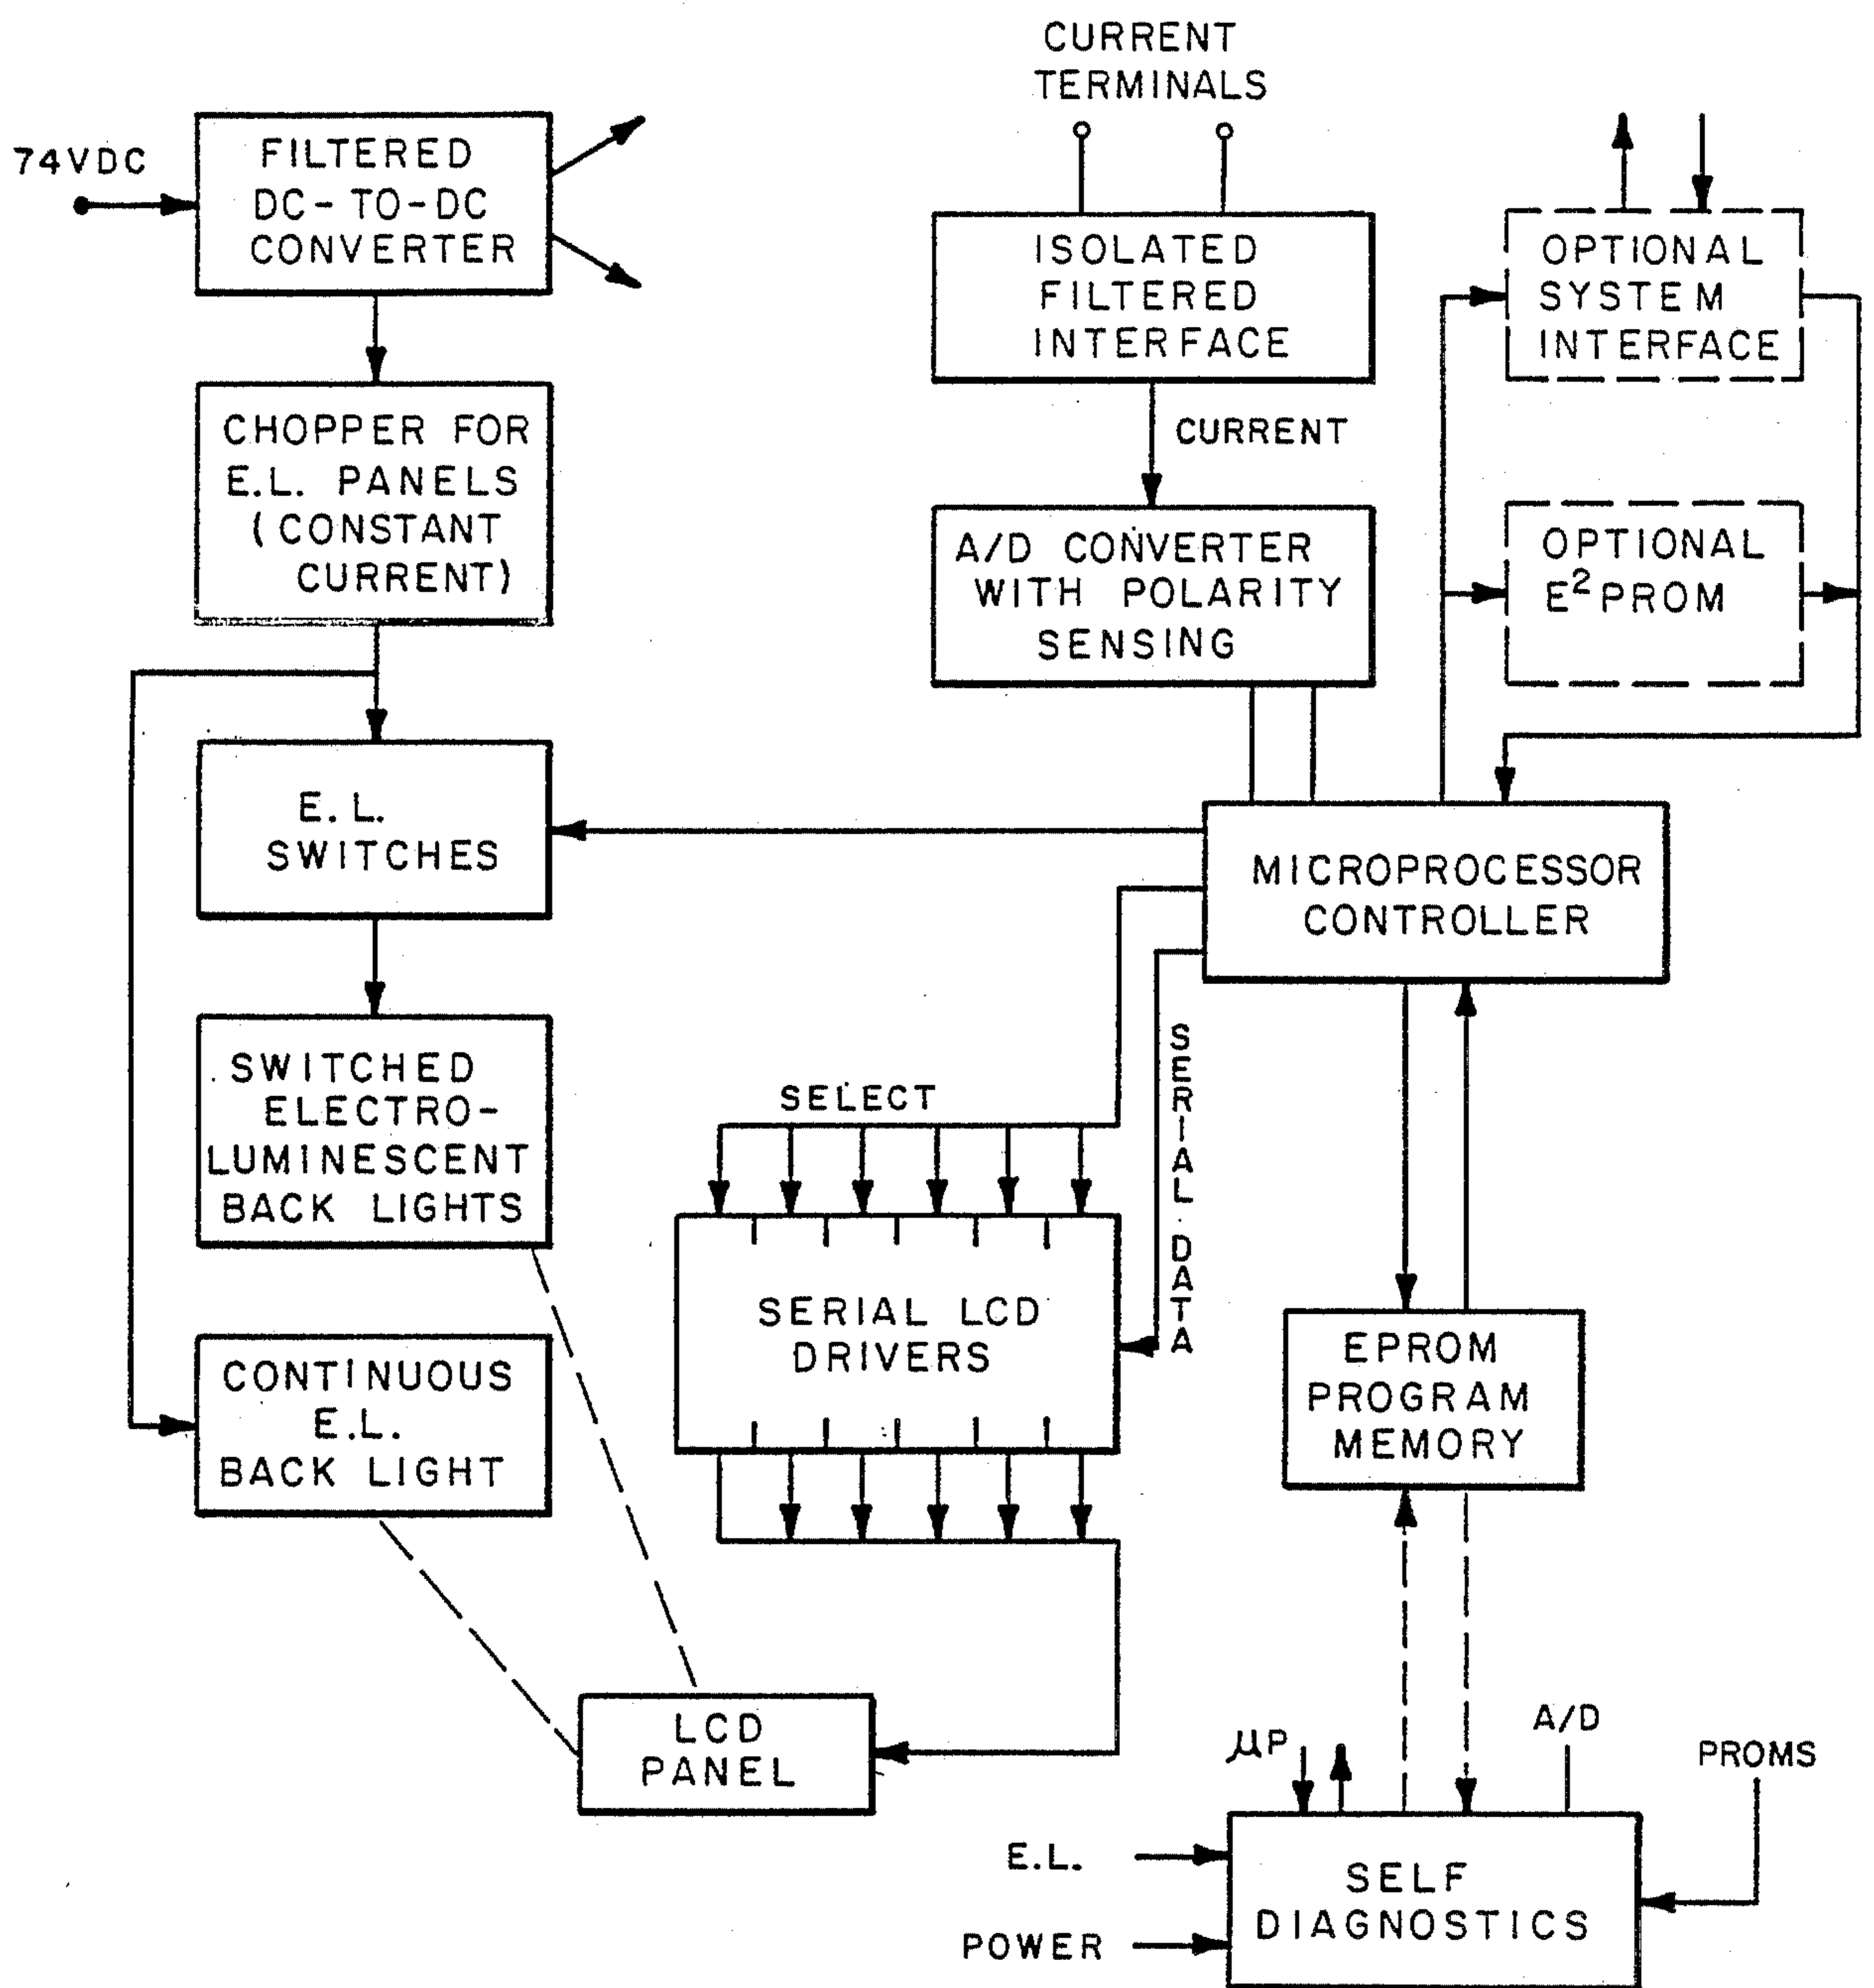 CURRENT
TERMINALS
74VDC
FILTERED
DC-TO-DC
CONVERTER
ISOLATED
FILTERED
INTERFACE
OPTIONAL
SYSTEM
INTERFACE
CHOPPER FOR
E.L. PANELS
(CONSTANT
CURRENT)
CURRENT
A/D CONVERTER
WITH POLARITY
SENSING
OPTIONAL
E²PROM
E.L.
SWITCHES
MICROPROCESSOR
CONTROLLER
SWITCHED
ELECTRO-
LUMINESCENT
BACK LIGHTS
SELECT
SERIAL DATA
SERIAL LCD
DRIVERS
EPROM
PROGRAM
MEMORY
CONTINUOUS
E.L.
BACK LIGHT
LCD
PANEL
μP
A/D
PROMS
E.L.
POWER
SELF
DIAGNOSTICS